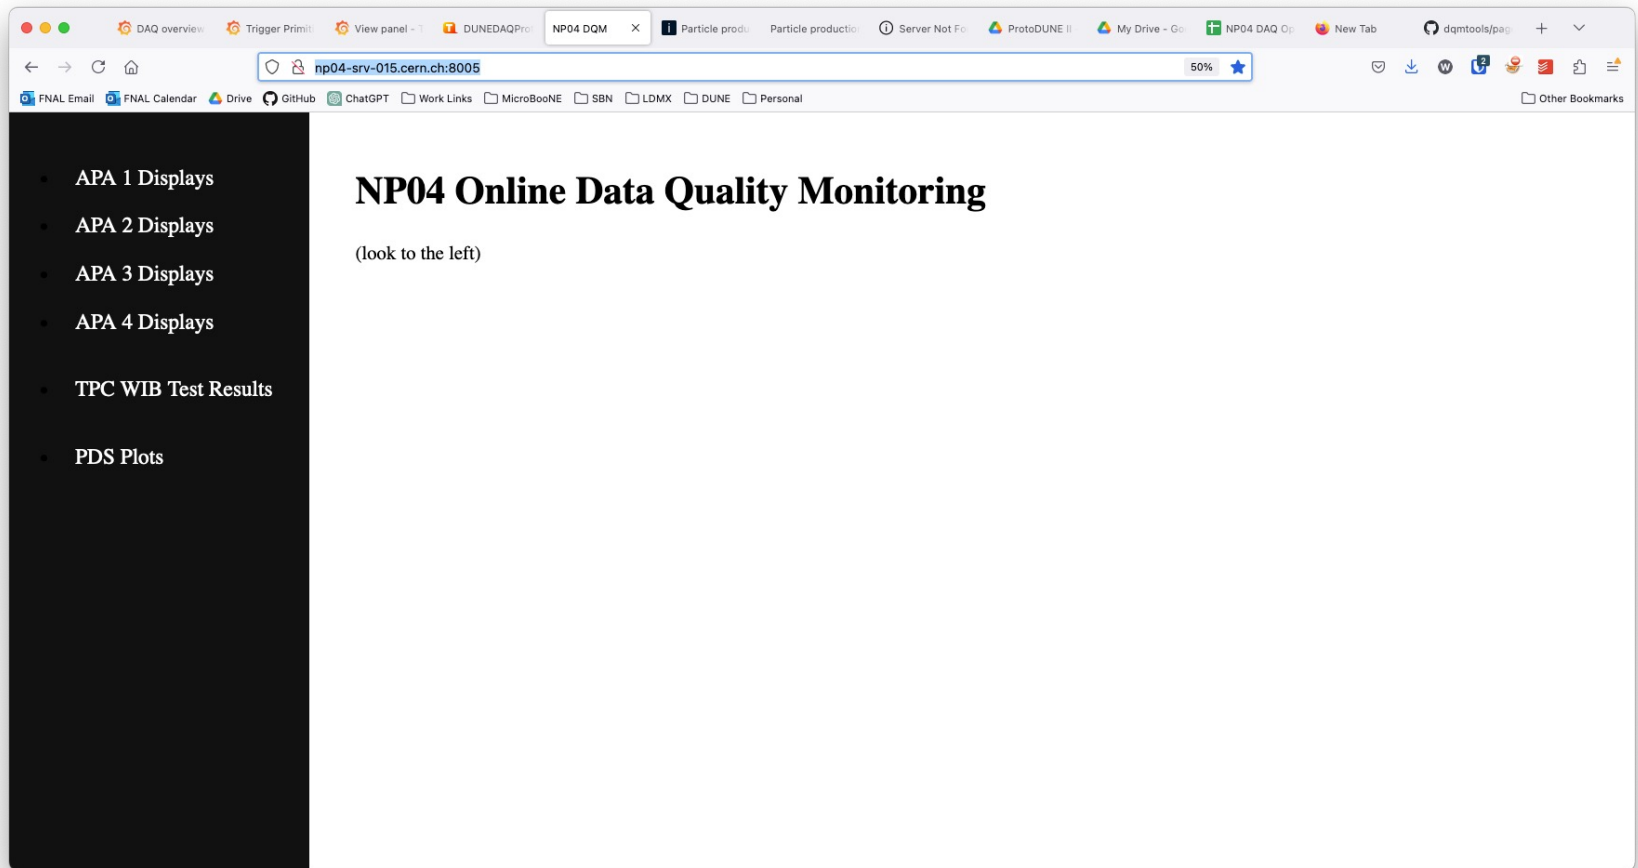 DAQ overview Trigger Primiti View panel - T DUNEDAQPro NP04 DQM Particle produ Particle productio Server Not Fo ProtoDUNE II My Drive - Go NP04 DAQ Op New Tab dqmtools/pag
np04-srv-015.cern.ch:8005 50% 2
FNAL Email FNAL Calendar Drive GitHub ChatGPT Work Links MicroBooNE SBN LDMX DUNE Personal Other Bookmarks
APA 1 Displays
APA 2 Displays
APA 3 Displays
APA 4 Displays
TPC WIB Test Results
PDS Plots
NP04 Online Data Quality Monitoring
(look to the left)